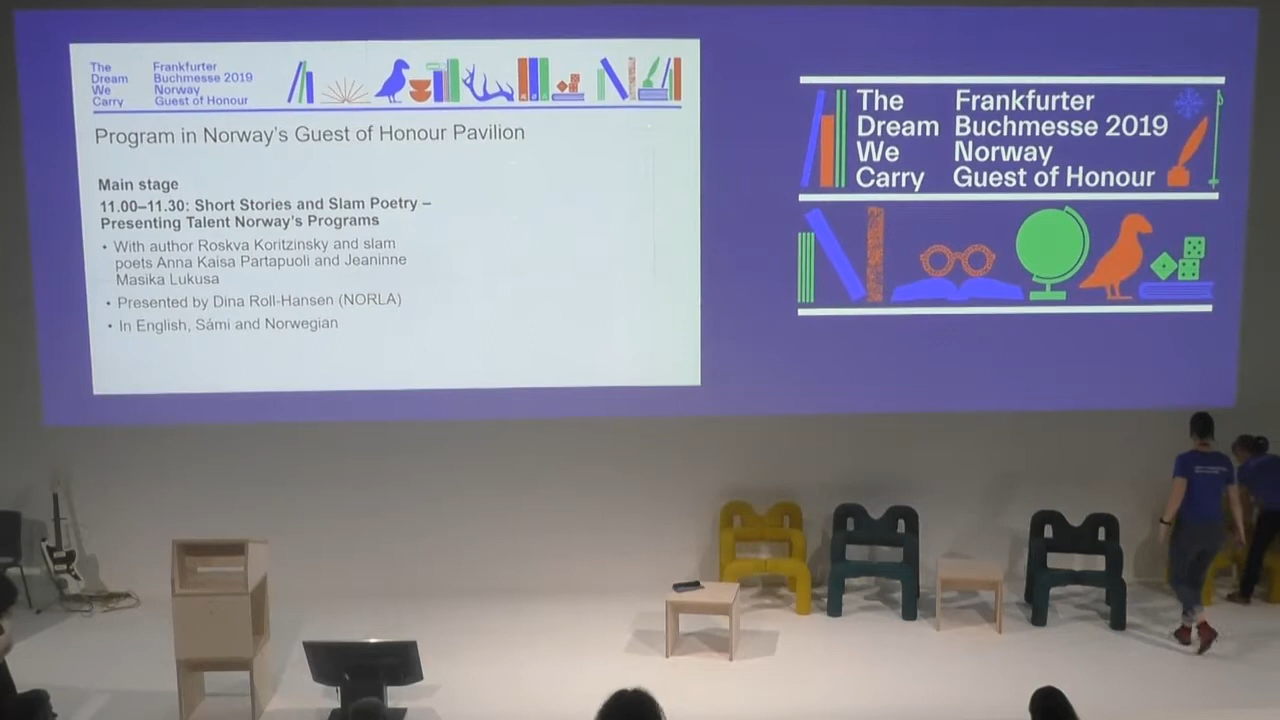 The
Dream
We
Carry
Frankfurter
Buchmesse 2019
Norway
Guest of Honour
Program in Norway's Guest of Honour Pavilion
Main stage
11.00–11.30: Short Stories and Slam Poetry –
Presenting Talent Norway's Programs
• With author Roskva Koritzinsky and slam
poets Anna Kaisa Partapuoli and Jeaninne
Masika Lukusa
• Presented by Dina Roll-Hansen (NORLA)
• In English, Sámi and Norwegian
The
Dream
We
Carry
Frankfurter
Buchmesse 2019
Norway
Guest of Honour